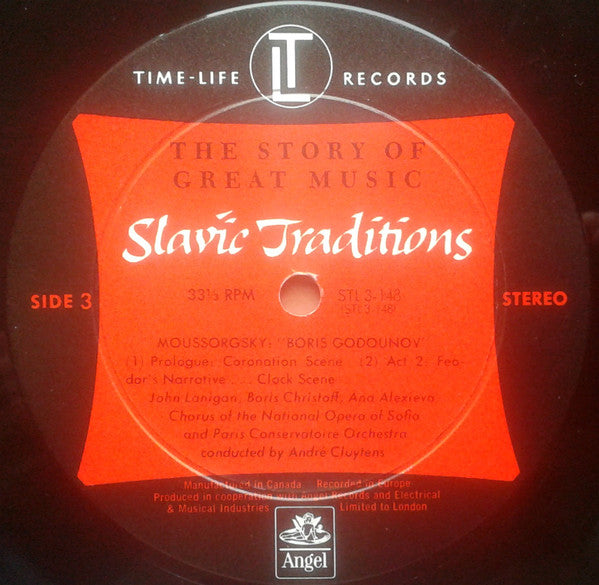 TIME-LIFE TL RECORDS
THE STORY OF
GREAT MUSIC
Slavic Traditions
SIDE 3
33⅓ RPM
STL 3-148
(STL 3-146)
STEREO
MOUSSORGSKY: "BORIS GODOUNOV"
(1) Prologue: Coronation Scene (2) Act 2: Feo-
dor's Narrative . . . Clock Scene
John Lanigan, Boris Christoff, Ana Alexieva
Chorus of the National Opera of Sofia
and Paris Conservatoire Orchestra
conducted by André Cluytens
Manufactured in Canada. Recorded in Europe
Produced in cooperation with Angel Records and Electrical
& Musical Industries Limited to London
Angel